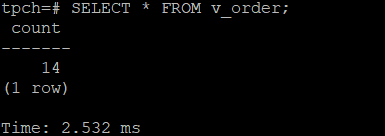 tpch=# SELECT * FROM v_order;
count
-------
14
(1 row)
Time: 2.532 ms